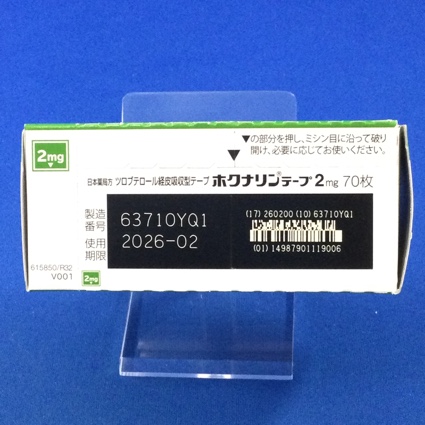 ▼の部分を押し、ミシン目に沿って破り
開け、必要に応じてお使いください。
2mg
▼
日本薬局方 ツロブテロール経皮吸収型テープ ホクナリンテープ2mg 70枚
製造番号 63710YQ1
使用期限 2026-02
(17) 260200 (10) 63710YQ1
(01) 14987901119006
615850/R32
V001
2mg
▼